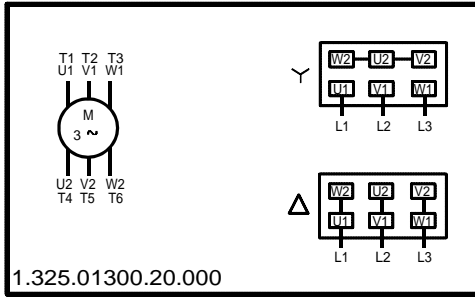 T1 T2 T3
U1 V1 W1
M
3 ~
U2 V2 W2
T4 T5 T6
W2 U2 V2
U1 V1 W1
L1 L2 L3
W2 U2 V2
U1 V1 W1
L1 L2 L3
1.325.01300.20.000